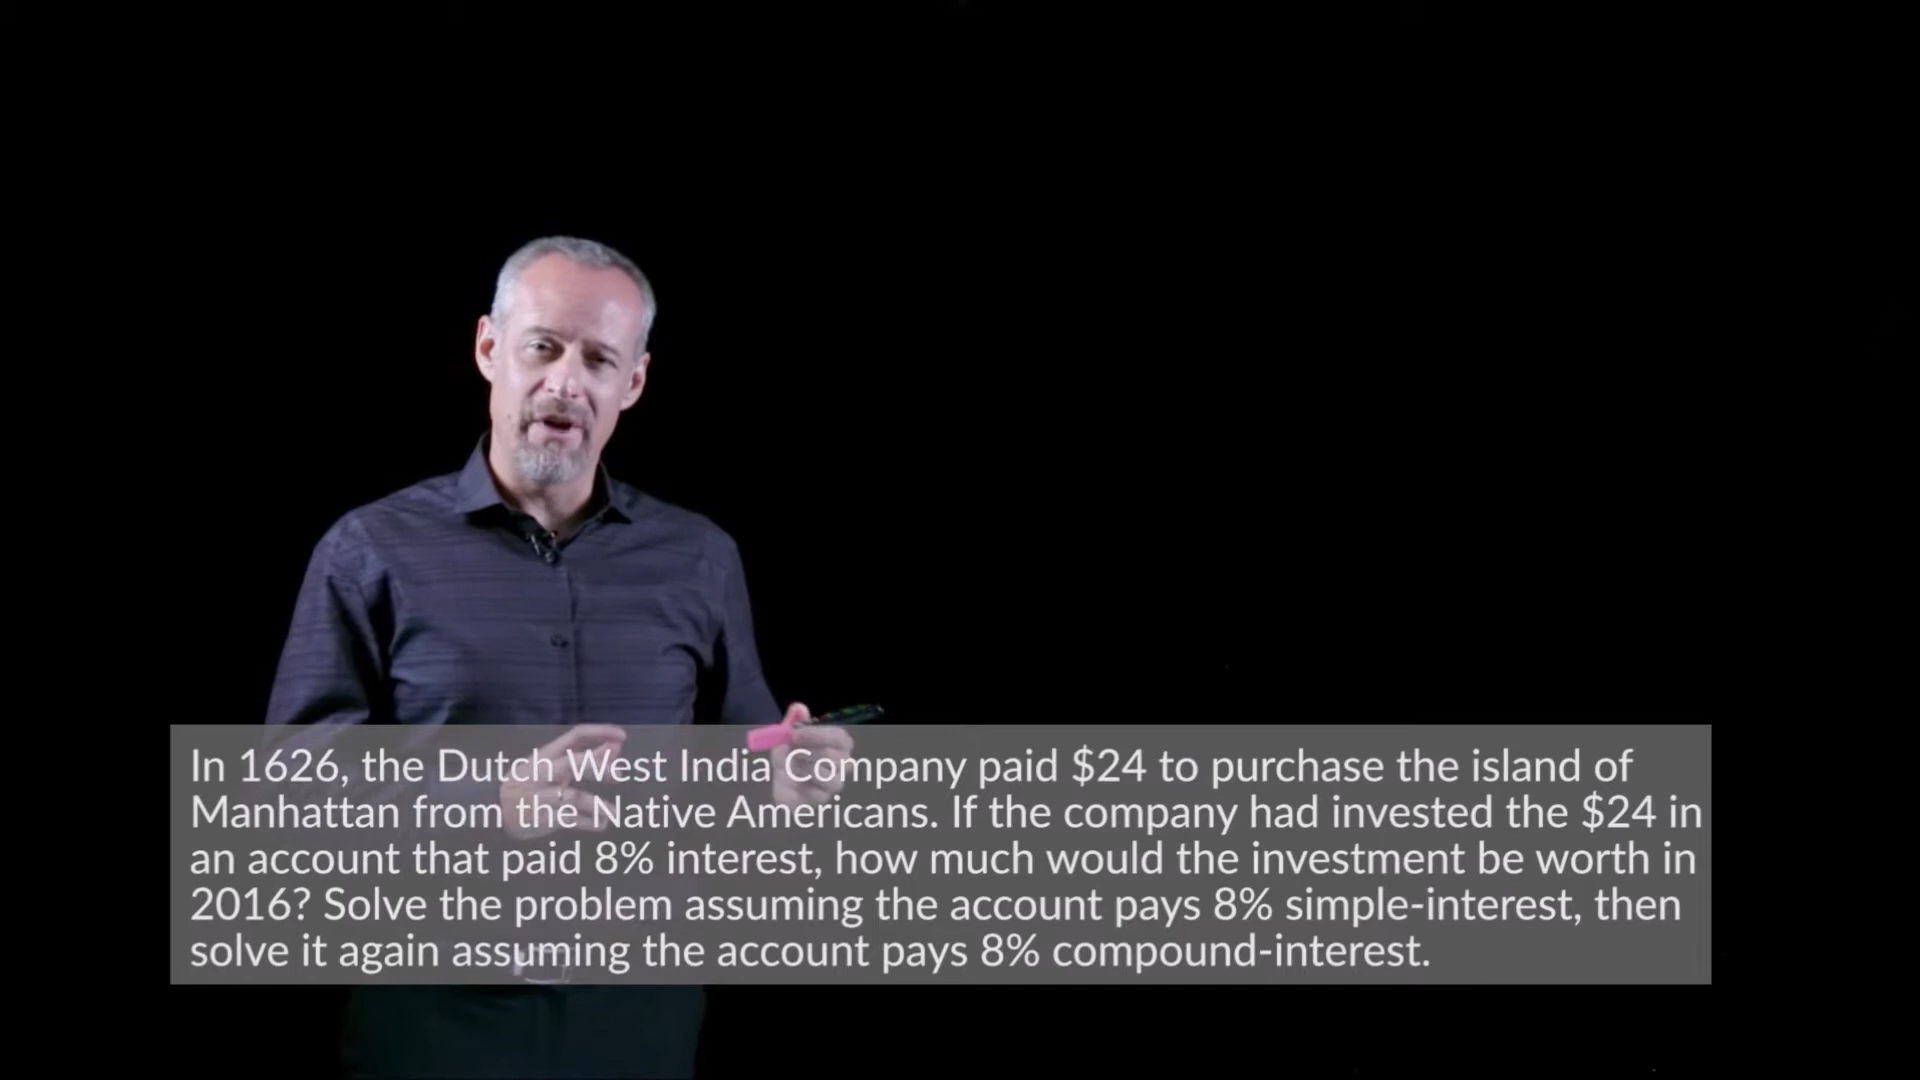 In 1626, the Dutch West India Company paid $24 to purchase the island of
Manhattan from the Native Americans. If the company had invested the $24 in
an account that paid 8% interest, how much would the investment be worth in
2016? Solve the problem assuming the account pays 8% simple-interest, then
solve it again assuming the account pays 8% compound-interest.